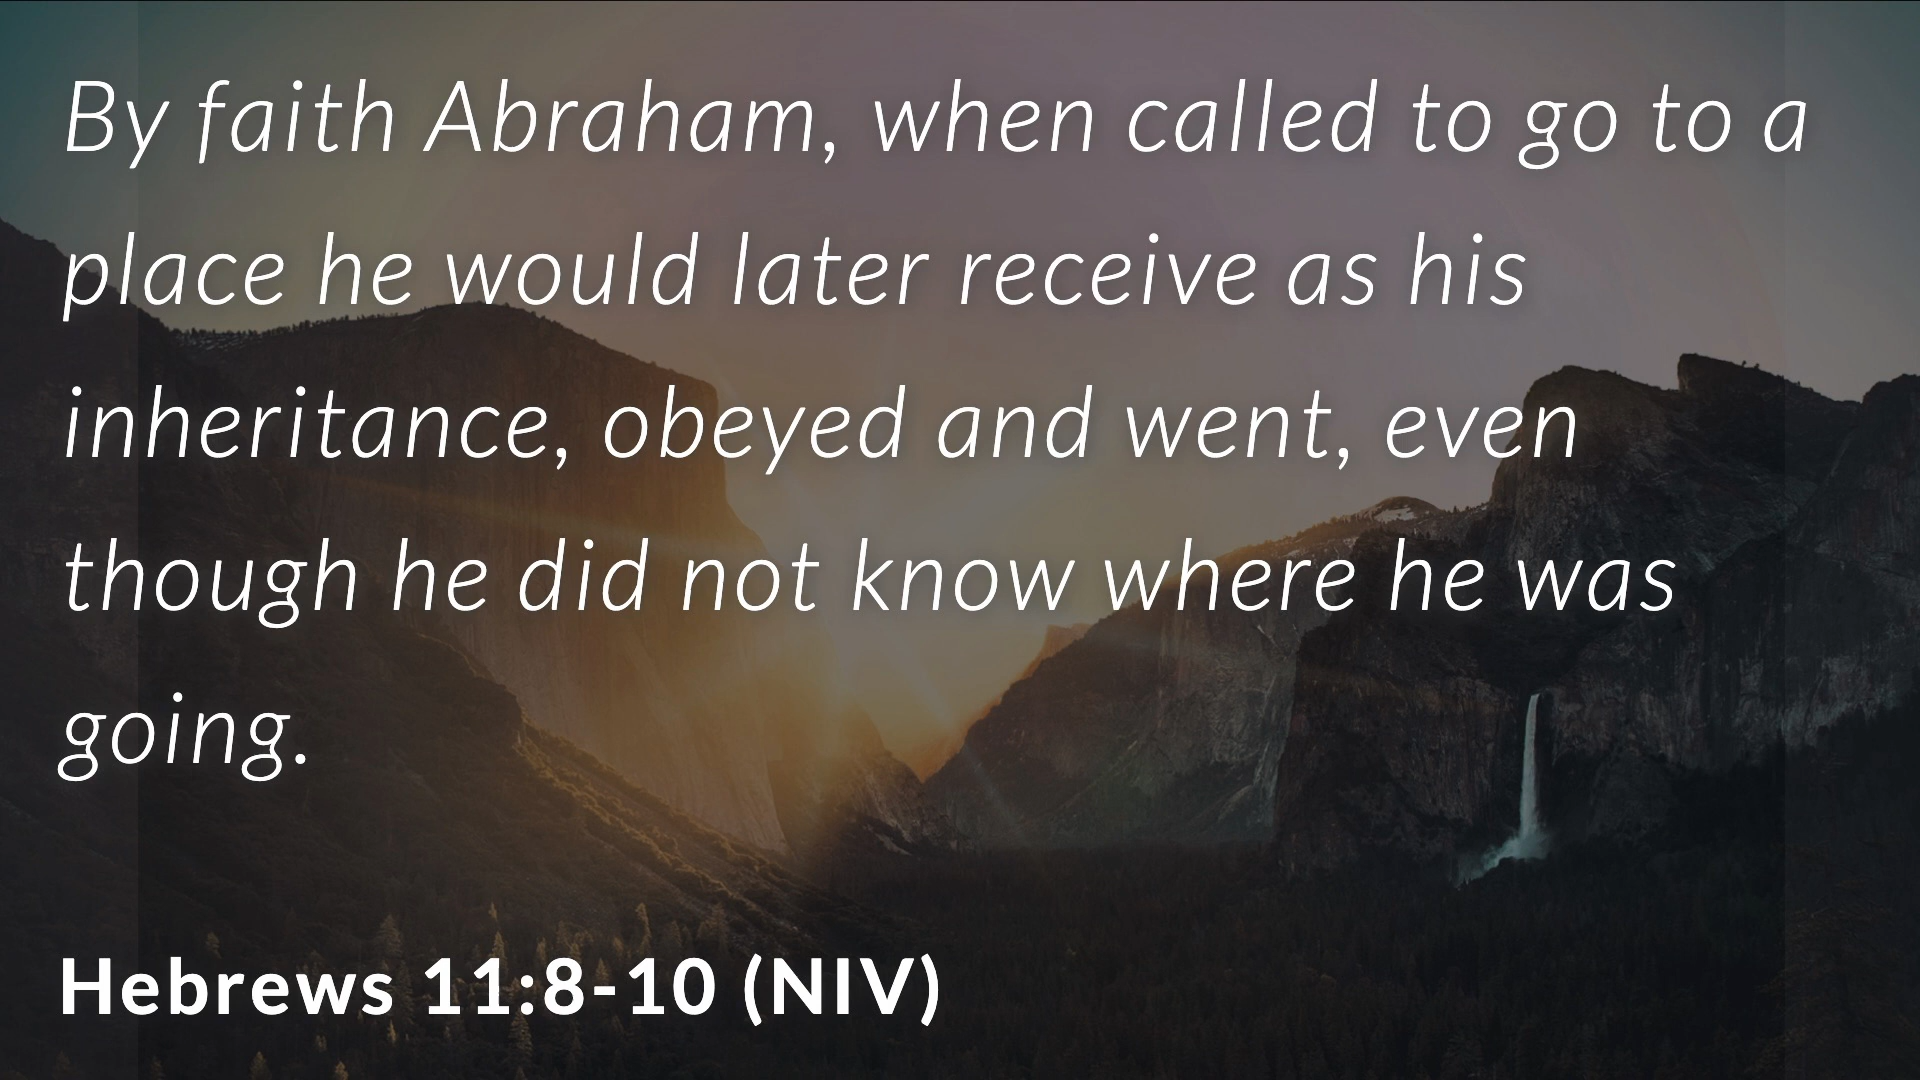 By faith Abraham, when called to go to a
place he would later receive as his
inheritance, obeyed and went, even
though he did not know where he was
going.
Hebrews 11:8-10 (NIV)